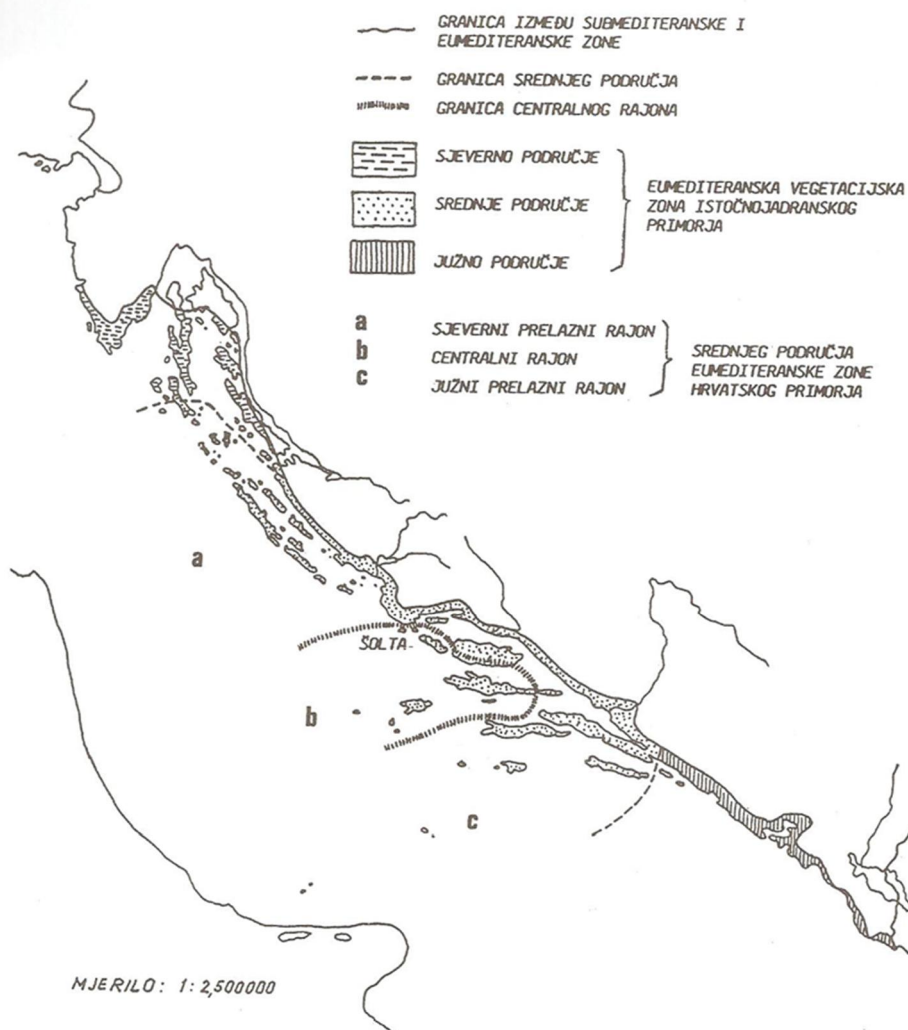 GRANICA IZMEĐU SUBMEDITERANSKE I
EUMEDITERANSKE ZONE
GRANICA SREDNJEG PODRUČJA
GRANICA CENTRALNOG RAJONA
SJEVERNO PODRUČJE
SREDNJE PODRUČJE
JUŽNO PODRUČJE
EUMEDITERANSKA VEGETACIJSKA
ZONA ISTOČNOJADRANSKOG
PRIMORJA
a SJEVERNI PRELAZNI RAJON
b CENTRALNI RAJON
c JUŽNI PRELAZNI RAJON
SREDNJEG PODRUČJA
EUMEDITERANSKE ZONE
HRVATSKOG PRIMORJA
a
ŠOLTA
b
c
MJERILO: 1:2,500000